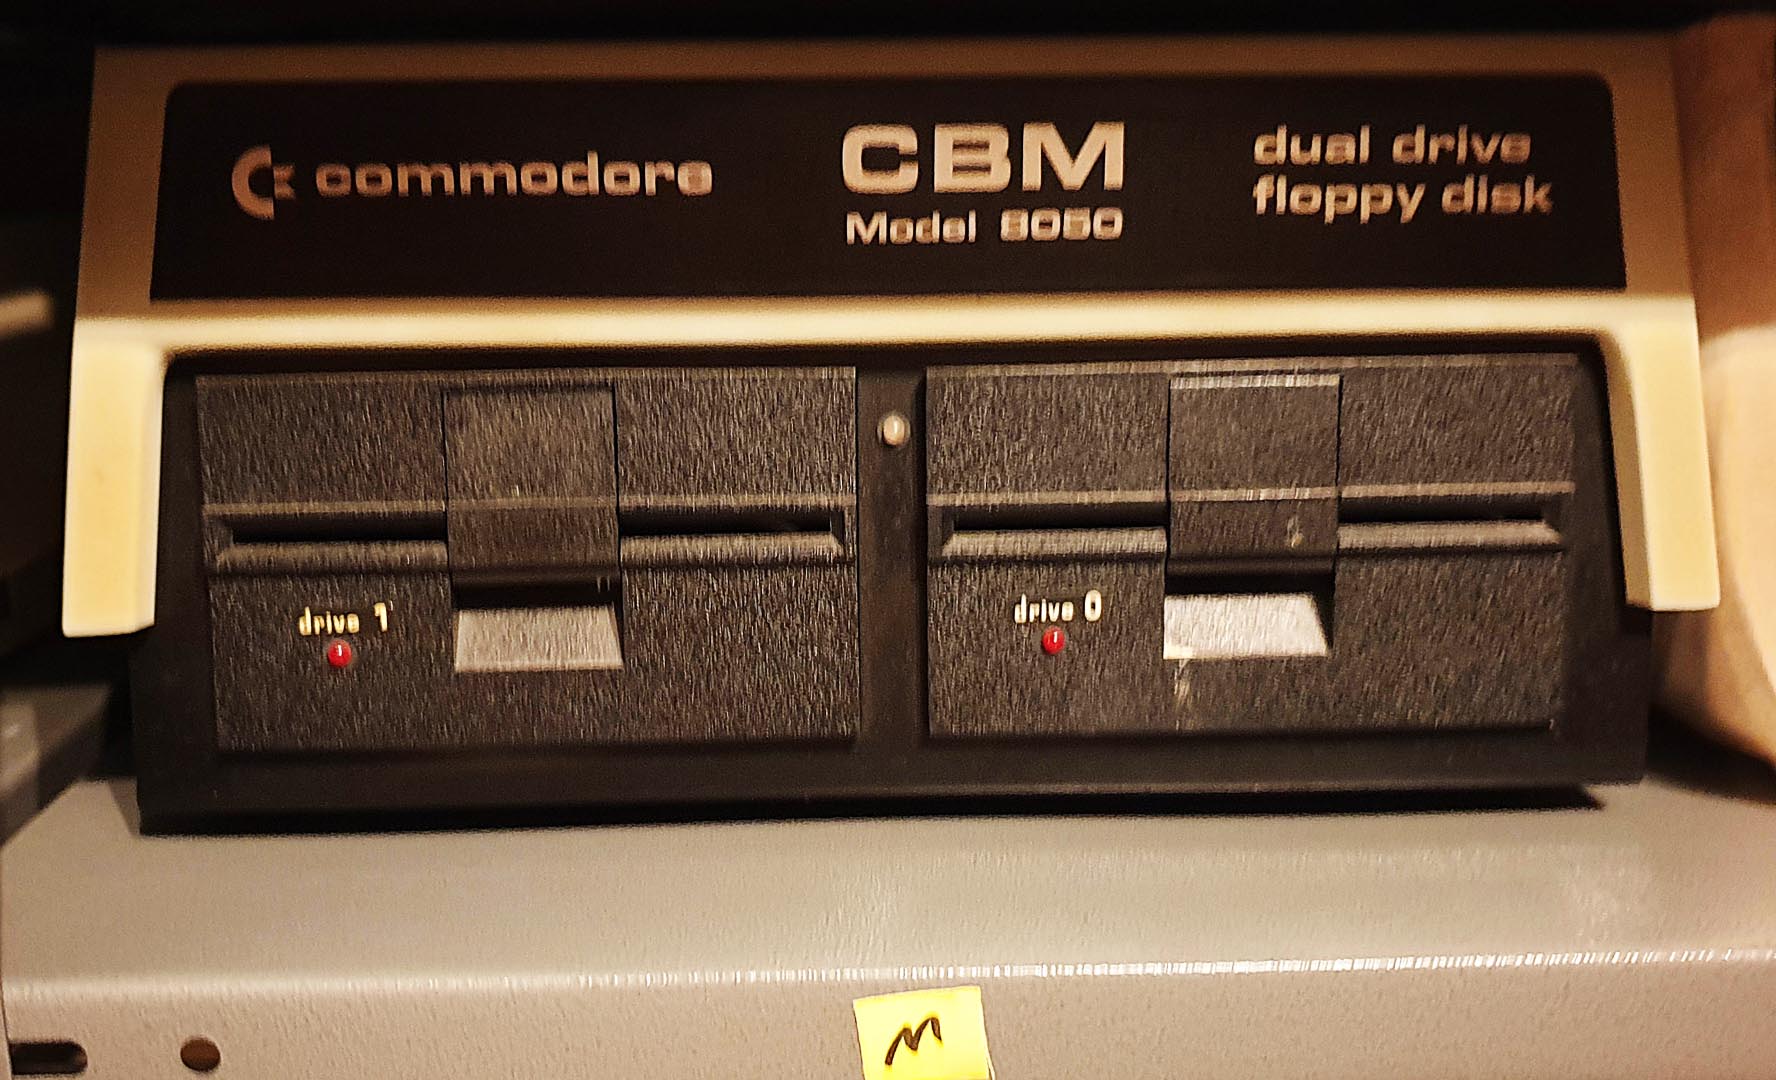 commodore
CBM
Model 8050
dual drive
floppy disk
drive 1
drive 0
M